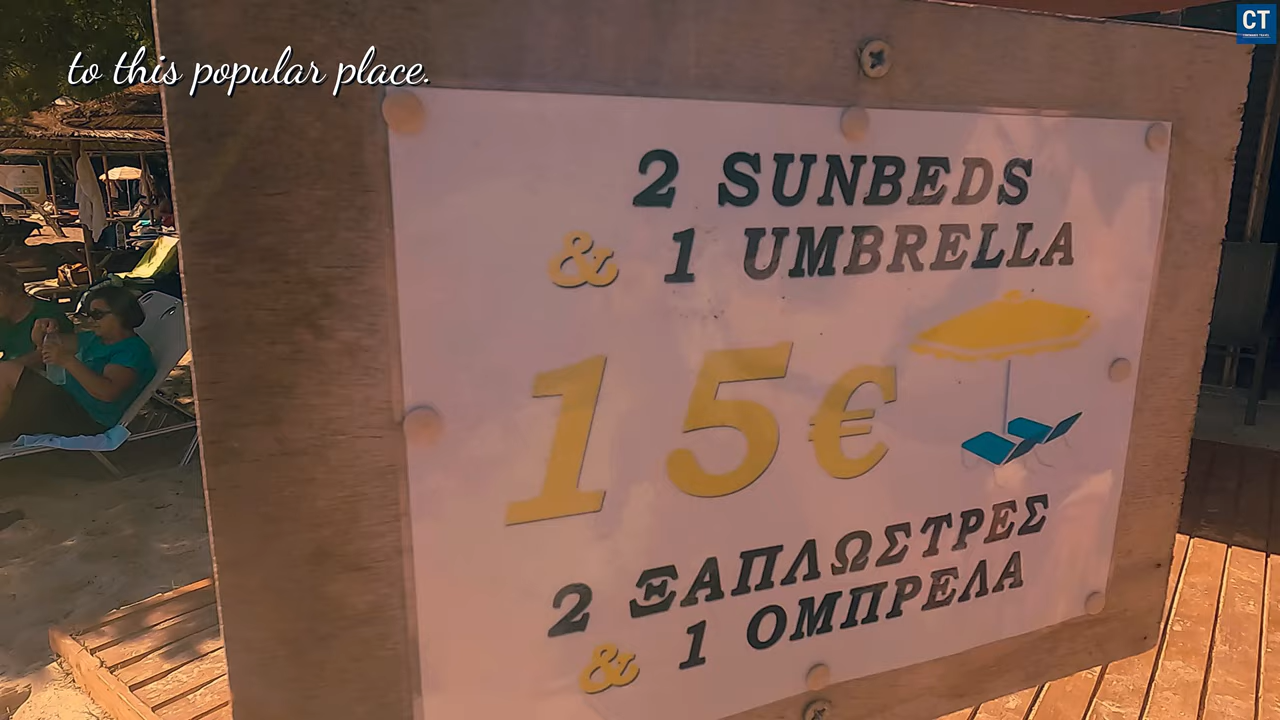 to this popular place.
CT
2 SUNBEDS
& 1 UMBRELLA
15€
2 ΞΑΠΛΩΣΤΡΕΣ
& 1 ΟΜΠΡΕΛΑ